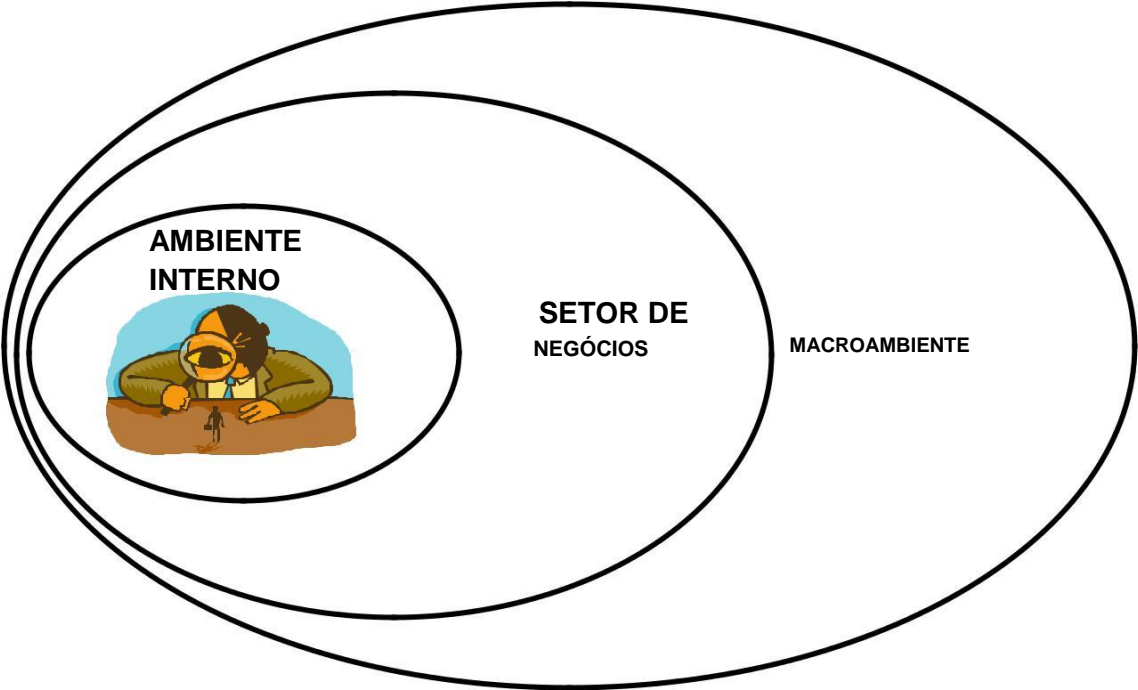 AMBIENTE
INTERNO
SETOR DE
NEGÓCIOS
MACROAMBIENTE